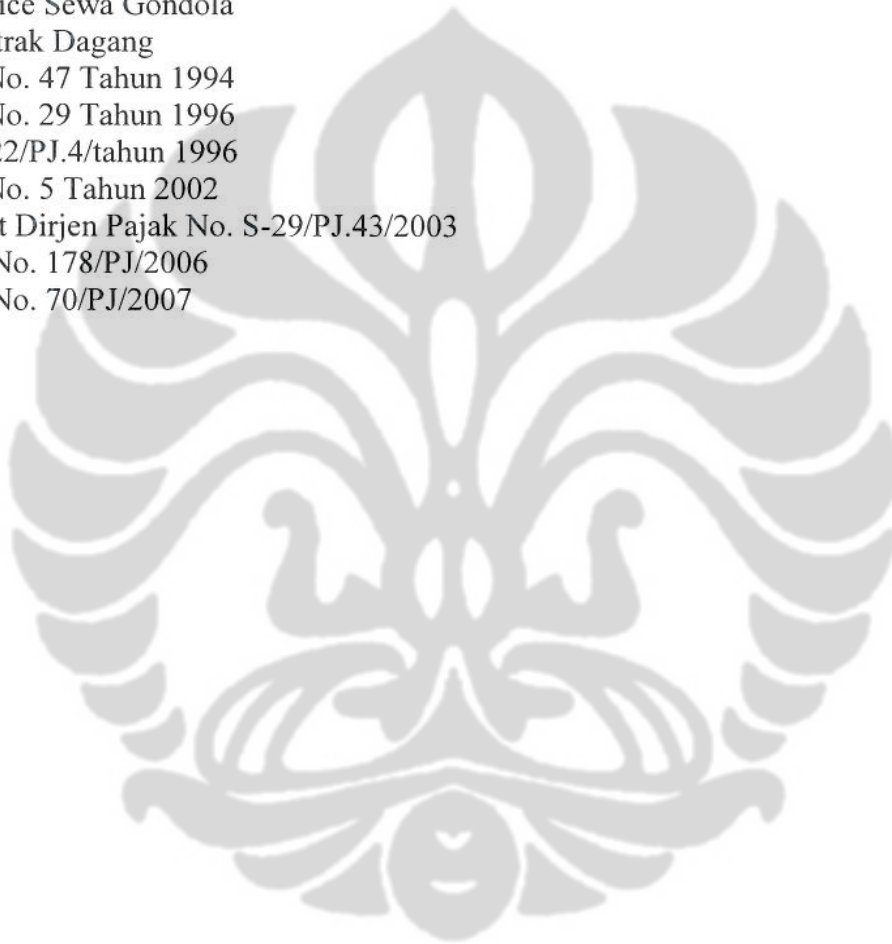 ice Sewa Gondola
trak Dagang
No. 47 Tahun 1994
No. 29 Tahun 1996
22/PJ.4/tahun 1996
No. 5 Tahun 2002
t Dirjen Pajak No. S-29/PJ.43/2003
No. 178/PJ/2006
No. 70/PJ/2007